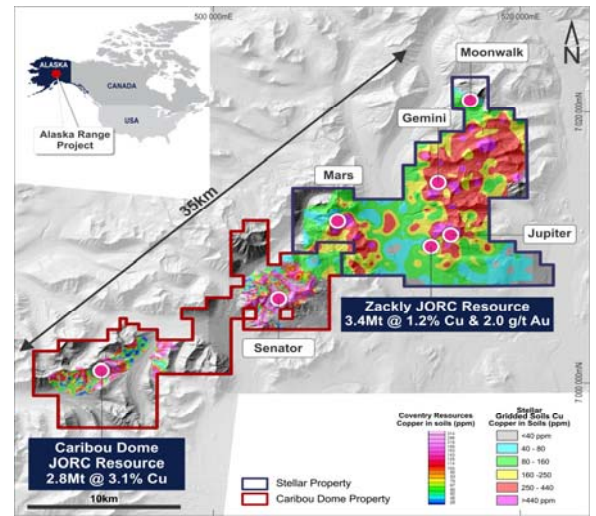 500 000mE
520 000mE
ALASKA
CANADA
USA
Alaska Range
Project
N
Moonwalk
Gemini
7 020 000mN
35km
Mars
Jupiter
Zackly JORC Resource
3.4Mt @ 1.2% Cu & 2.0 g/t Au
Senator
7 000 000mN
Caribou Dome
JORC Resource
2.8Mt @ 3.1% Cu
10km
Stellar Property
Caribou Dome Property
Coventry Resources
Copper in soils (ppm)
Stellar
Gridded Soils Cu
Copper in Soils (ppm)
<40 ppm
40 - 80
80 - 160
160 -250
250 - 440
>440 ppm